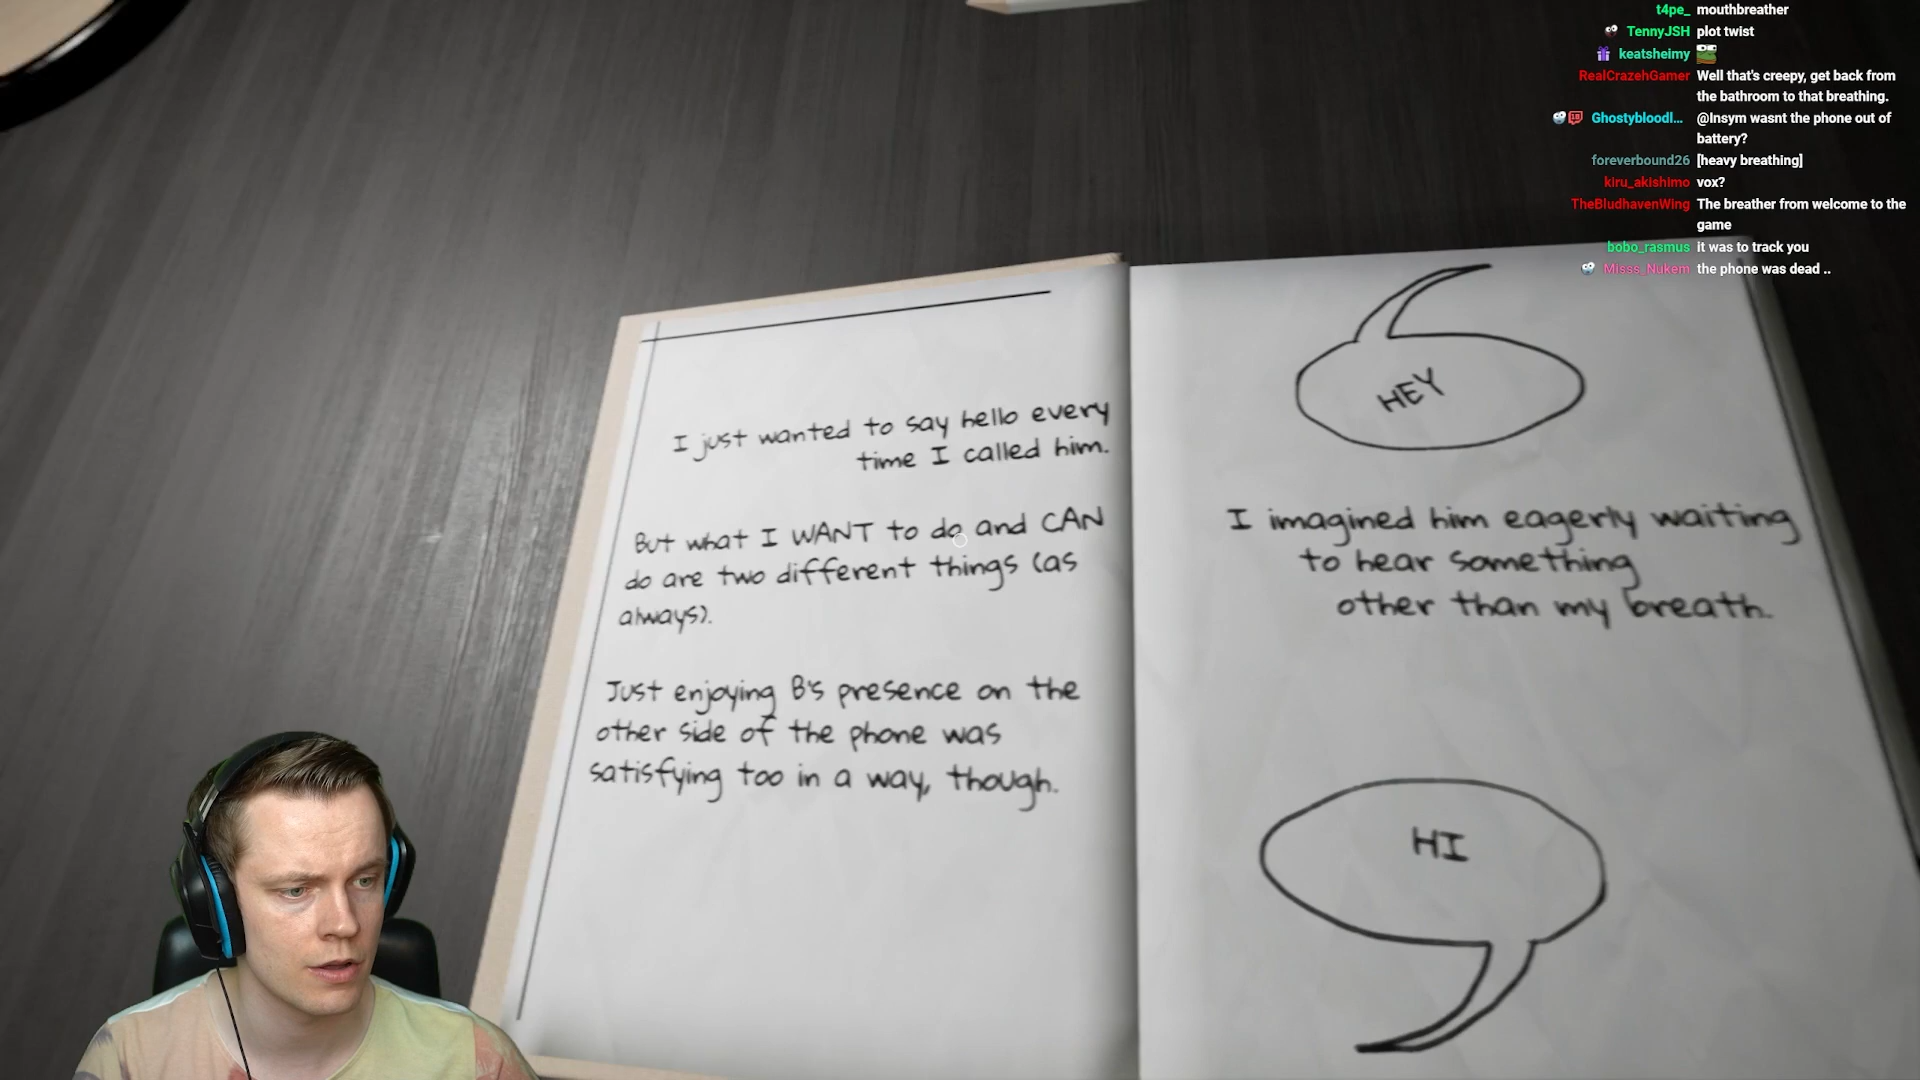 t4pe_ mouthbreather
TennyJSH plot twist
keatsheimy
RealCrazehGamer Well that's creepy, get back from
the bathroom to that breathing.
Ghostybloodl... @Insym wasnt the phone out of
battery?
foreverbound26 [heavy breathing]
kiru_akishimo vox?
TheBludhavenWing The breather from welcome to the
game
bobo_rasmus it was to track you
Misss_Nukem the phone was dead ..
I just wanted to say hello every
time I called him.
But what I WANT to do and CAN
do are two different things (as
always).
Just enjoying B's presence on the
other side of the phone was
satisfying too in a way, though.
HEY
I imagined him eagerly waiting
to hear something
other than my breath.
HI